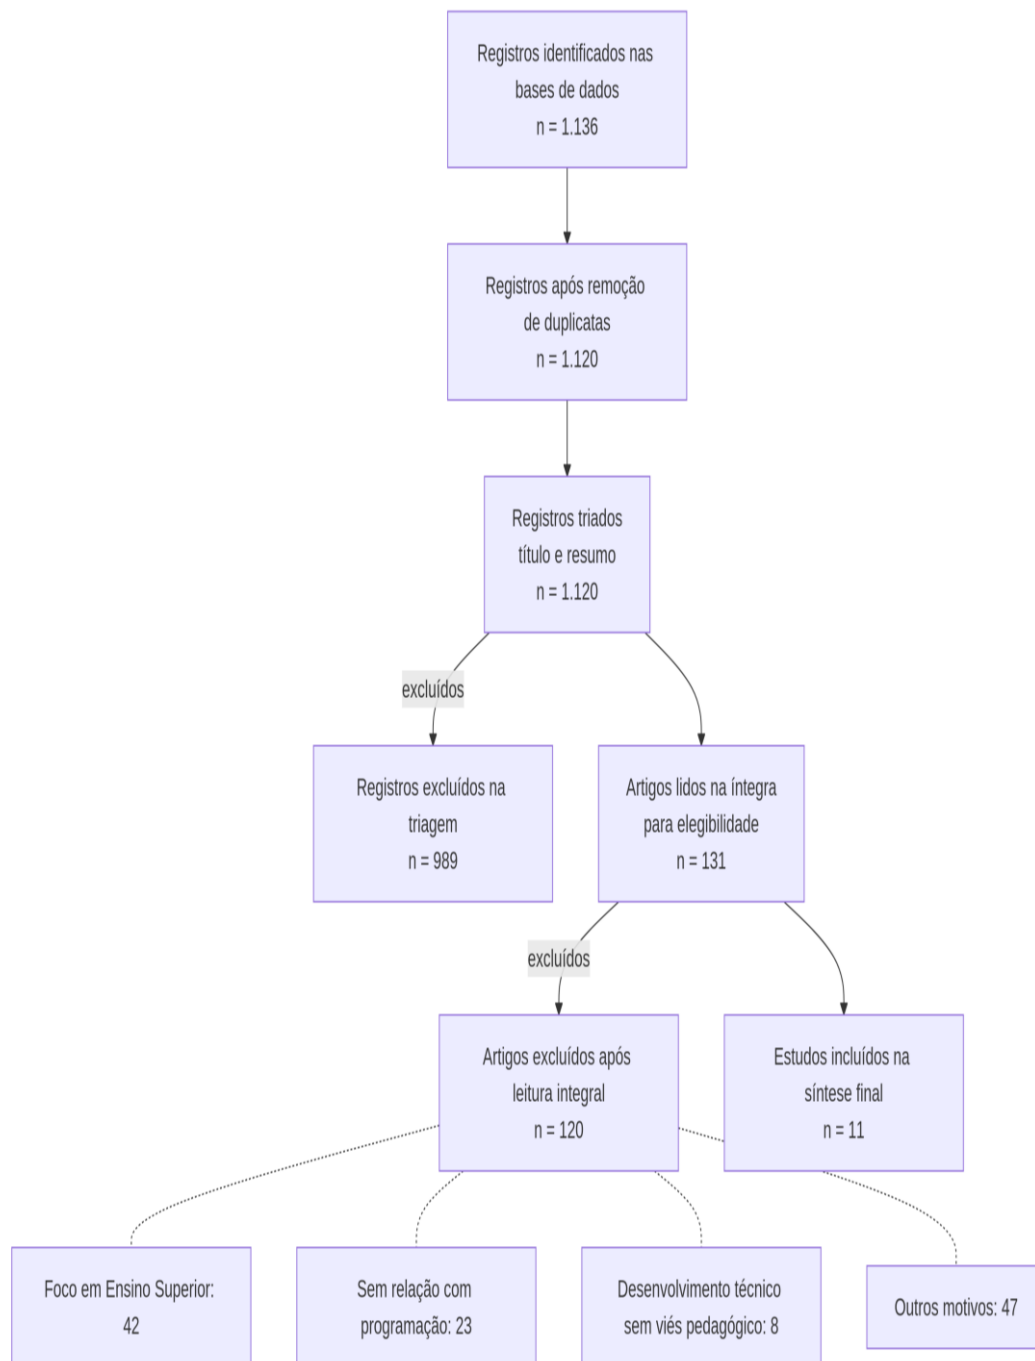 Registros identificados nas
bases de dados
n = 1.136
Registros após remoção
de duplicatas
n = 1.120
Registros triados
título e resumo
n = 1.120
excluídos
Registros excluídos na
triagem
n = 989
Artigos lidos na íntegra
para elegibilidade
n = 131
excluídos
Artigos excluídos após
leitura integral
n = 120
Estudos incluídos na
síntese final
n = 11
Foco em Ensino Superior:
42
Sem relação com
programação: 23
Desenvolvimento técnico
sem viés pedagógico: 8
Outros motivos: 47